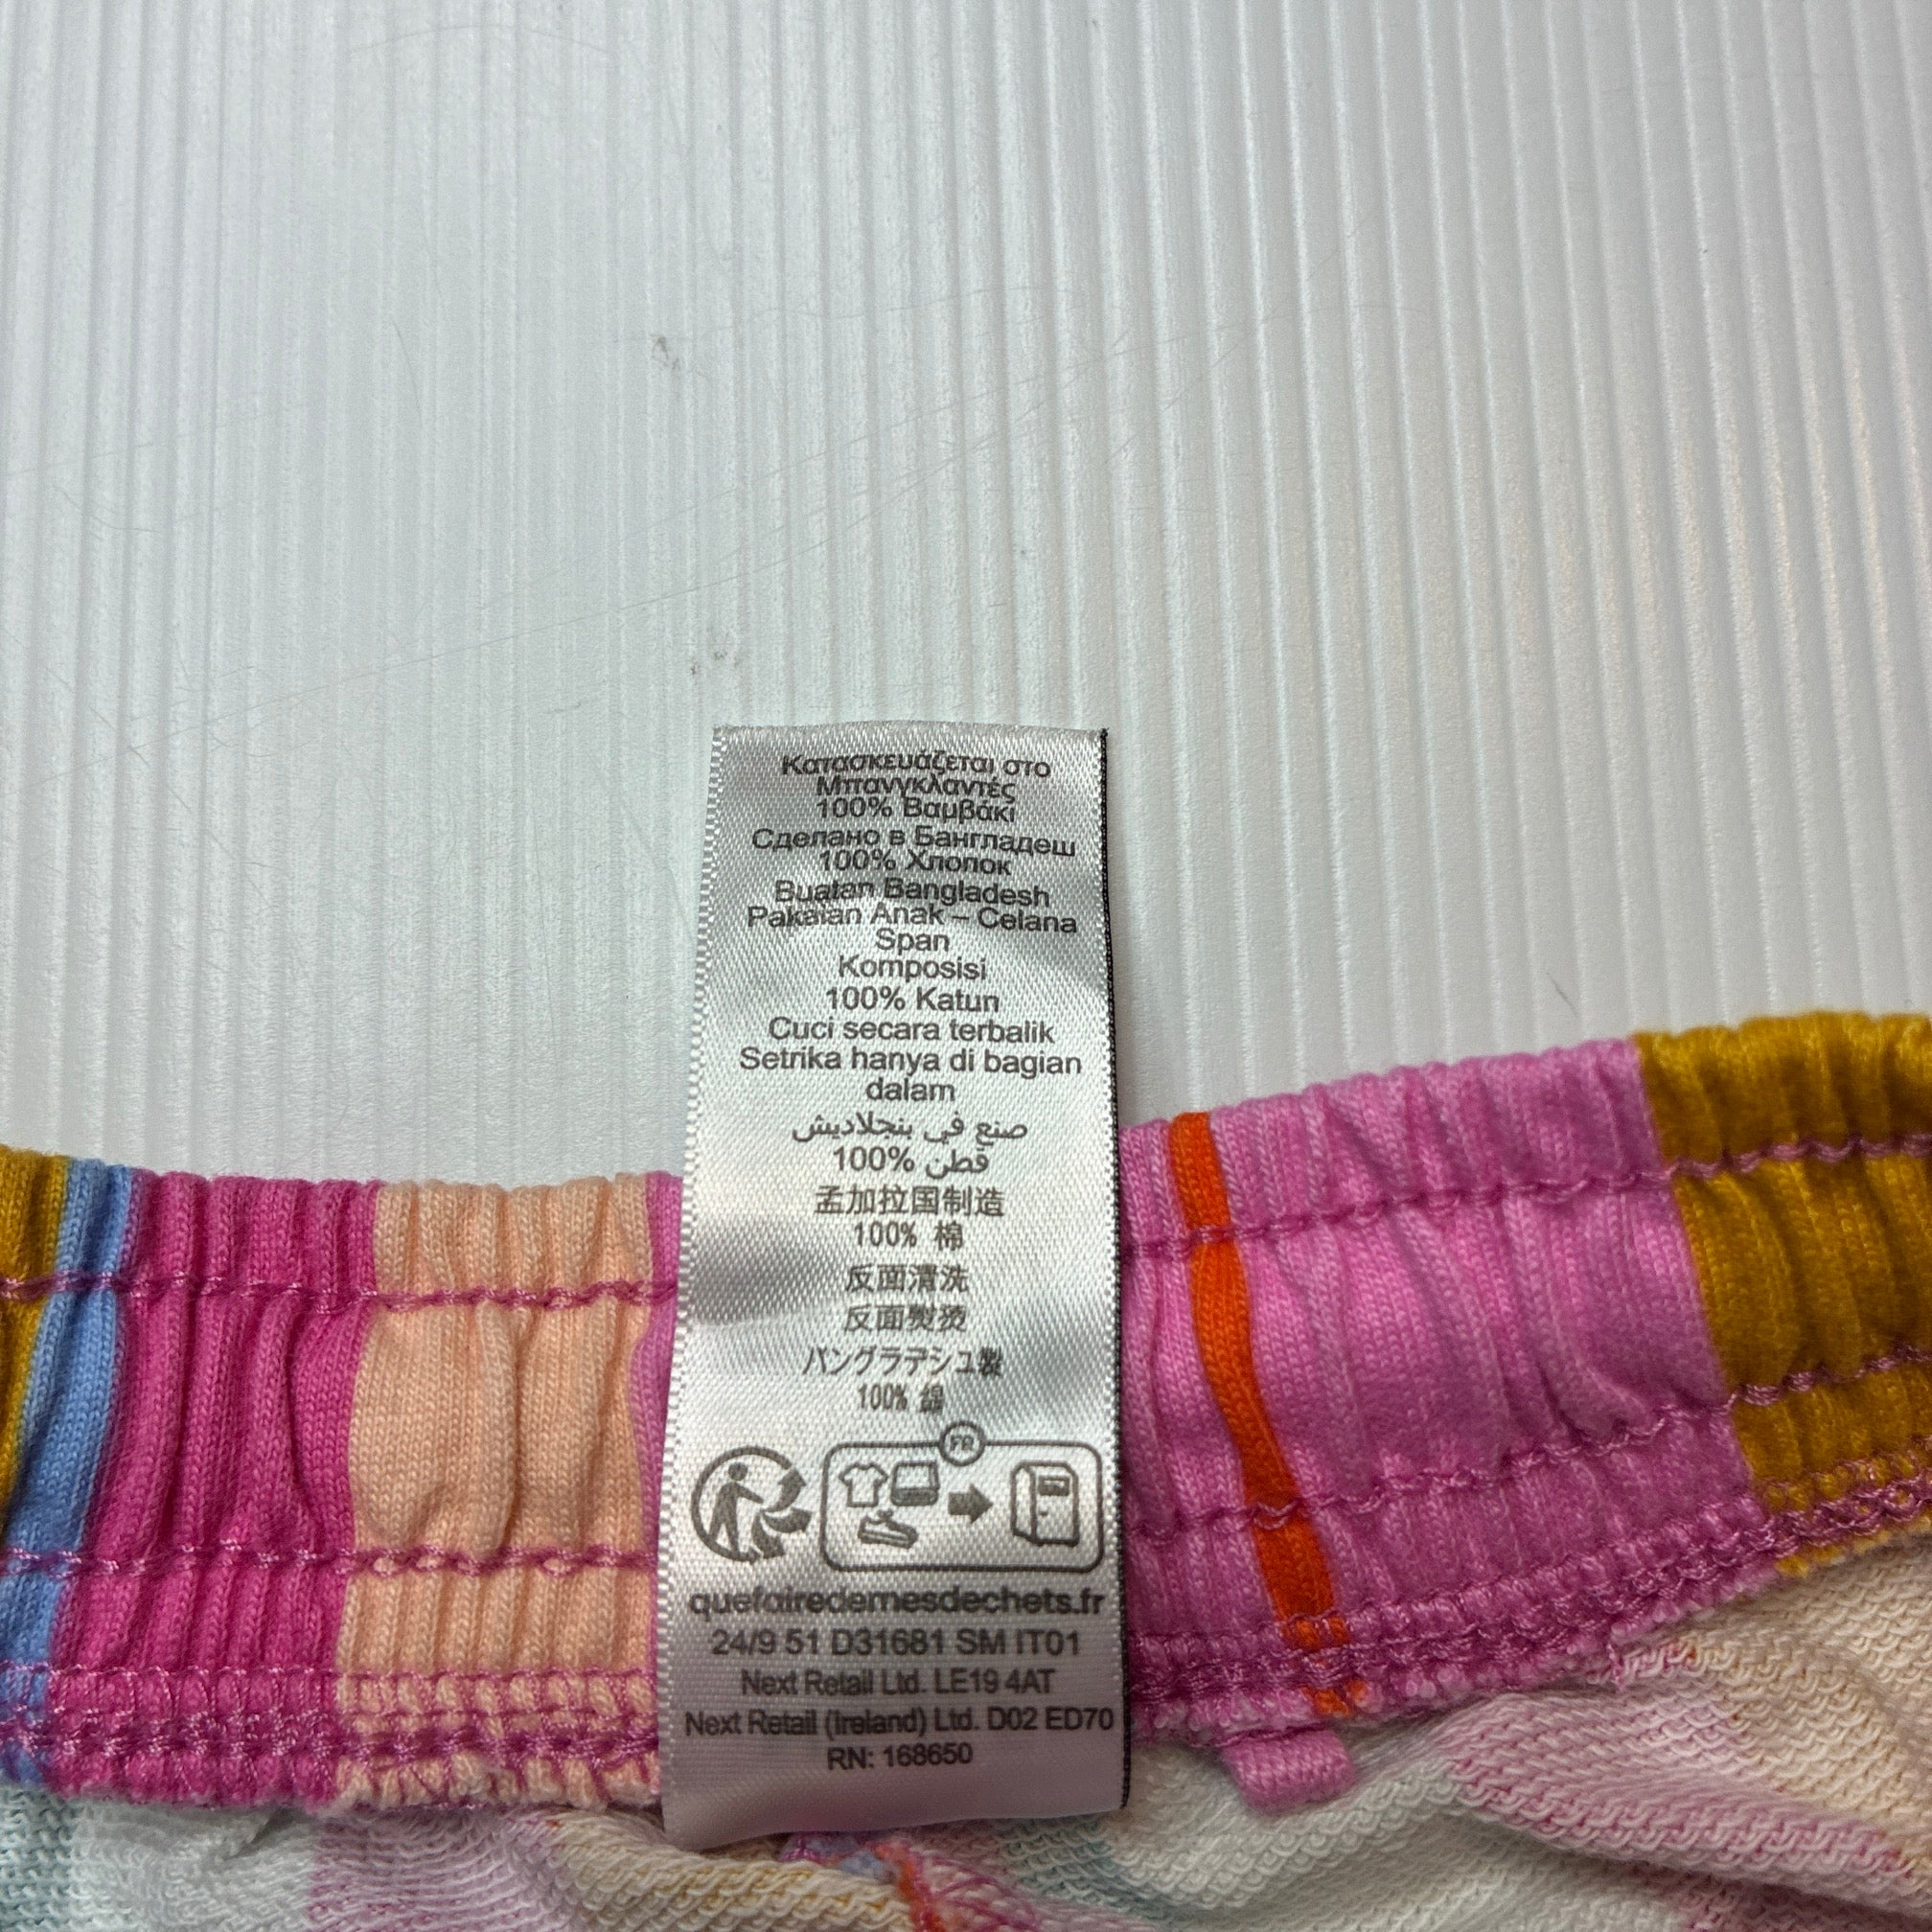 Κατασκευάζεται στο
Μπανγκλαντές
100% Βαμβάκι
Сделано в Бангладеш
100% Хлопок
Buatan Bangladesh
Pakaian Anak – Celana
Span
Komposisi
100% Katun
Cuci secara terbalik
Setrika hanya di bagian
dalam
صنع في بنجلاديش
100% قطن
孟加拉国制造
100% 棉
反面清洗
反面熨烫
バングラデシュ製
100% 綿
FR
quefairedemesdechets.fr
24/9 51 D31681 SM IT01
Next Retail Ltd. LE19 4AT
Next Retail (Ireland) Ltd. D02 ED70
RN: 168650